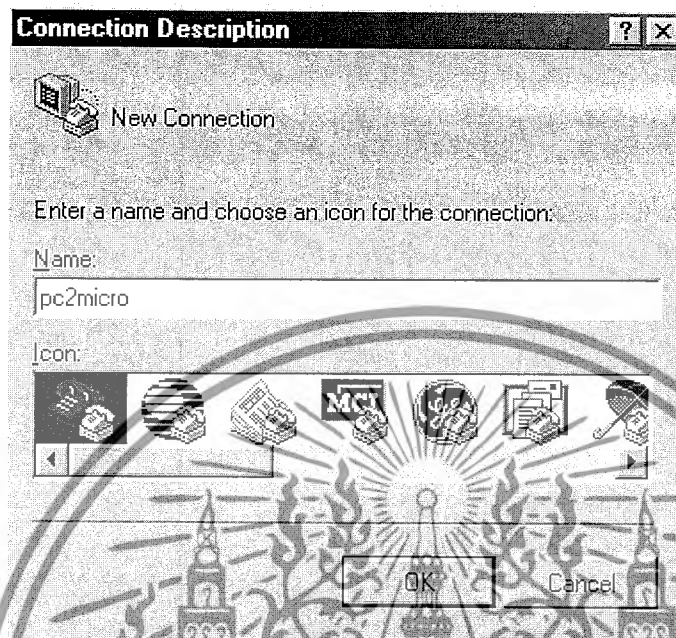 Connection Description
New Connection
Enter a name and choose an icon for the connection:
Name:
pc2micro
Icon:
MCI
OK
Cancel